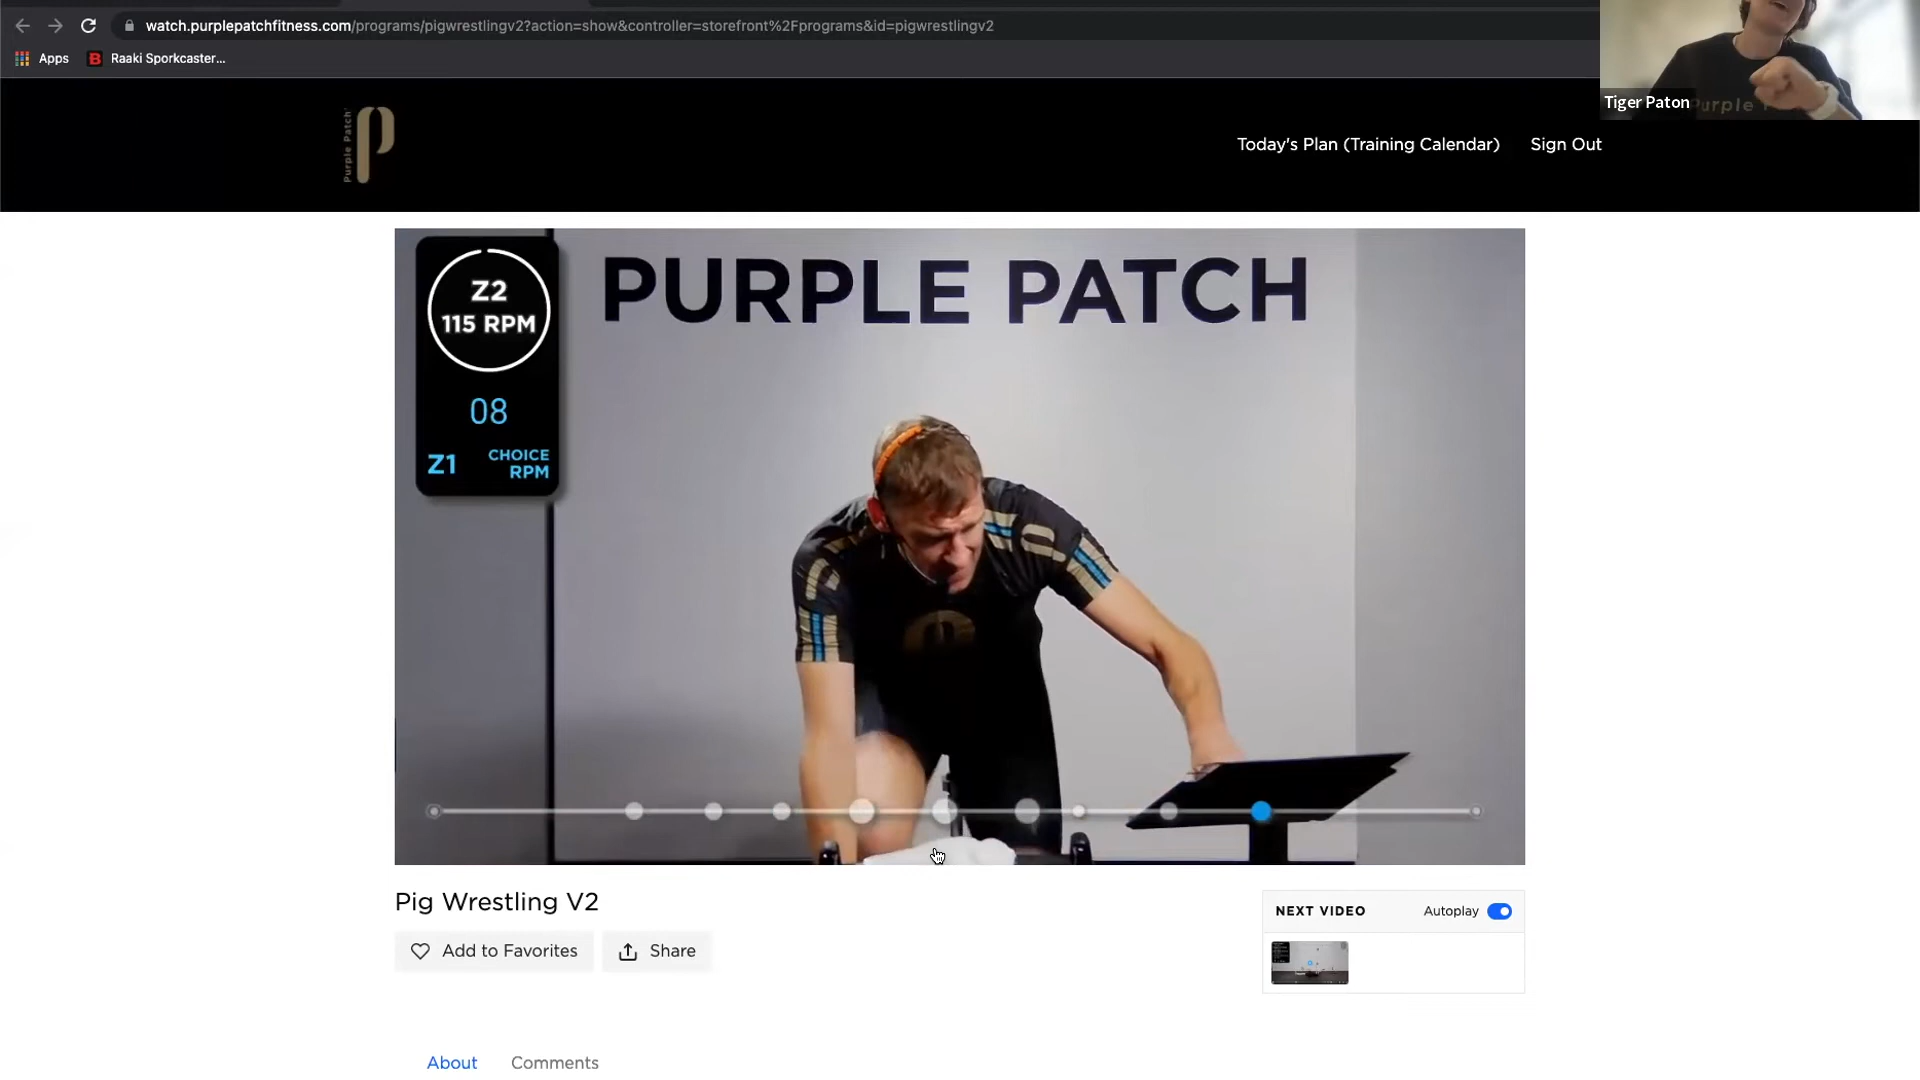 watch.purplepatchfitness.com/programs/pigwrestlingv2?action=show&controller=storefront%2Fprograms&id=pigwrestlingv2
Apps
B Raaki Sporkcaster...
Tiger Paton
Purple Patch
Today's Plan (Training Calendar)
Sign Out
PURPLE PATCH
Z2
115 RPM
08
Z1 CHOICE
RPM
Pig Wrestling V2
Add to Favorites
Share
NEXT VIDEO
Autoplay
About
Comments